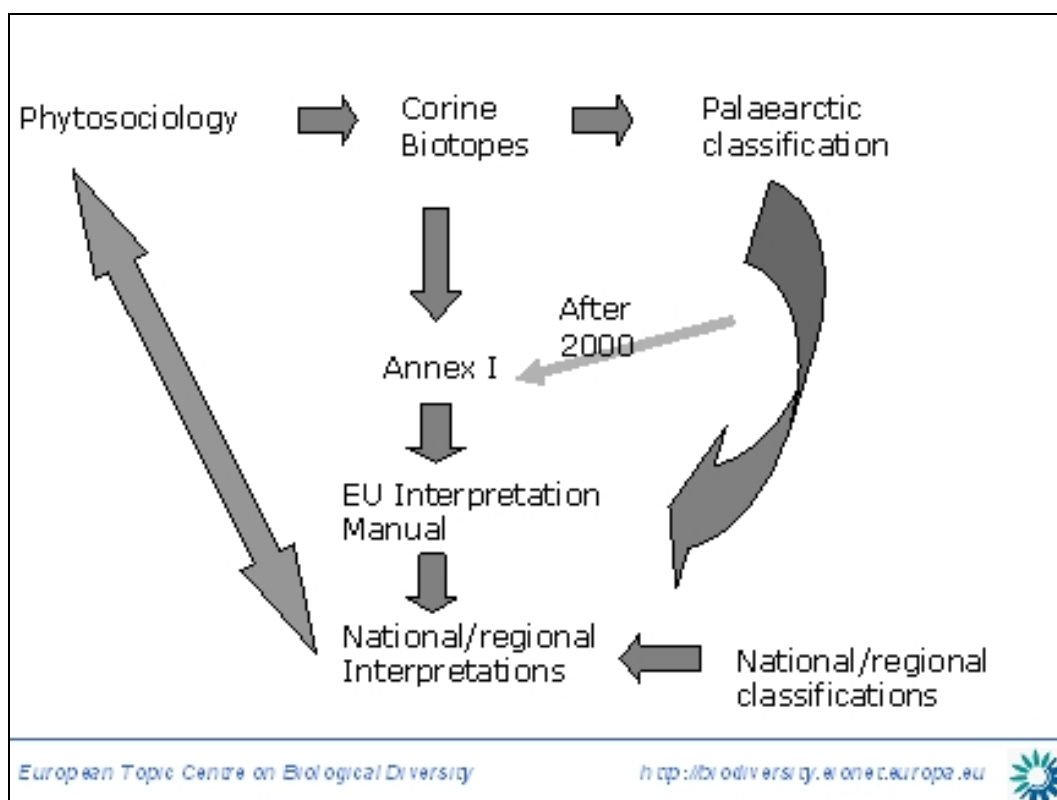 Phytosociology
Corine
Biotopes
Palaearctic
classification
After
2000
Annex I
EU Interpretation
Manual
National/regional
Interpretations
National/regional
classifications
European Topic Centre on Biological Diversity
http://biodiversity.eionet.europa.eu